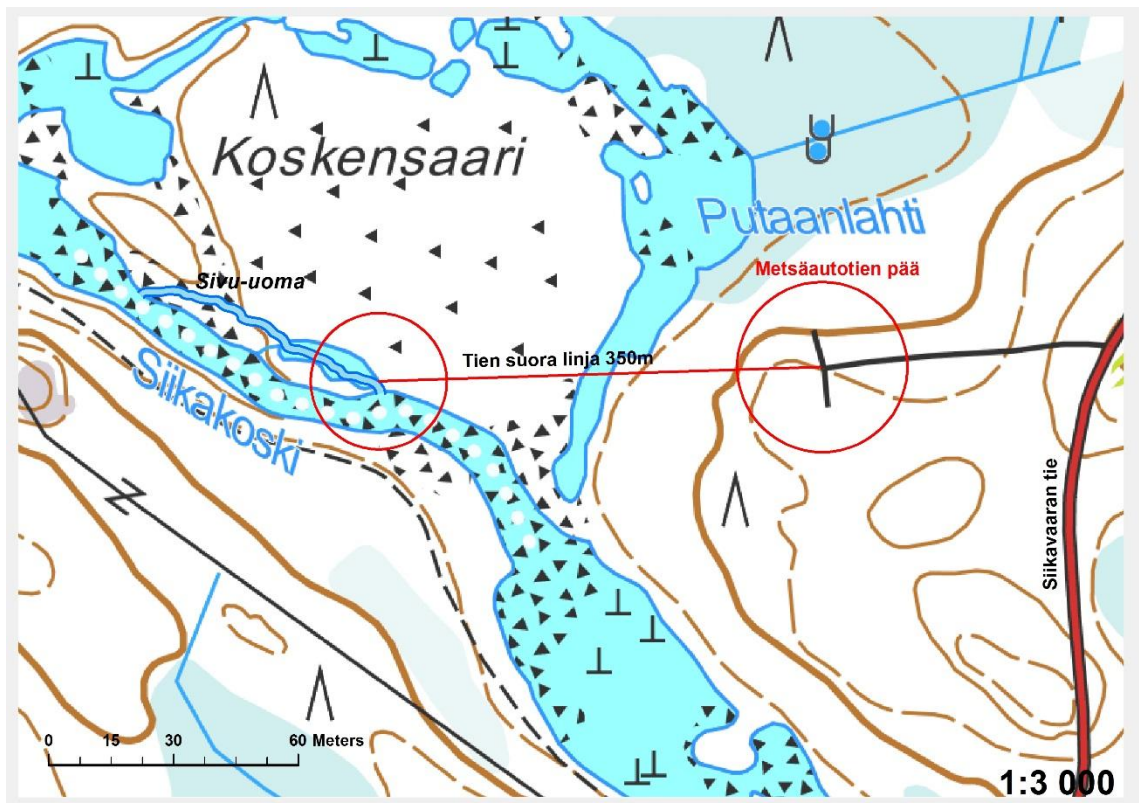 Koskensaari
Putaanlahti
Metsäautotien pää
Sivu-uoma
Tien suora linja 350m
Siikakoski
Siikavaaran tie
0 15 30 60 Meters
1:3 000